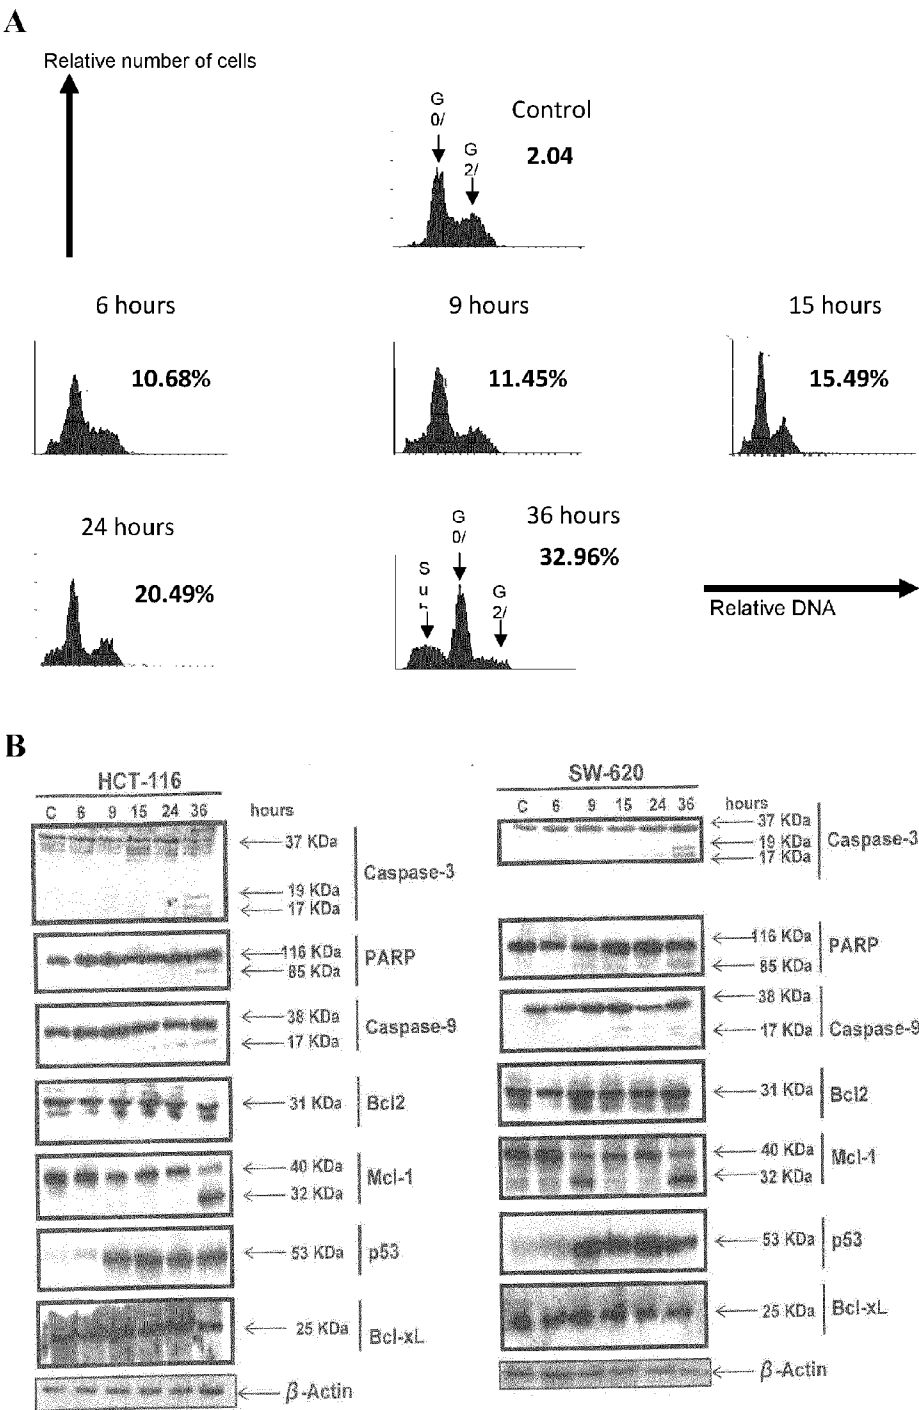 A
Relative number of cells
G
0/
G
2/
Control
2.04
6 hours
10.68%
9 hours
11.45%
15 hours
15.49%
24 hours
20.49%
S
u
G
0/
G
2/
36 hours
32.96%
Relative DNA
B
HCT-116
C 6 9 15 24 36 hours
37 KDa
19 KDa
17 KDa
Caspase-3
116 KDa
85 KDa
PARP
38 KDa
17 KDa
Caspase-9
31 KDa
Bcl2
40 KDa
32 KDa
Mcl-1
53 KDa
p53
25 KDa
Bcl-xL
β-Actin
SW-620
C 6 9 15 24 36 hours
37 KDa
19 KDa
17 KDa
Caspase-3
116 KDa
85 KDa
PARP
38 KDa
17 KDa
Caspase-9
31 KDa
Bcl2
40 KDa
32 KDa
Mcl-1
53 KDa
p53
25 KDa
Bcl-xL
β-Actin